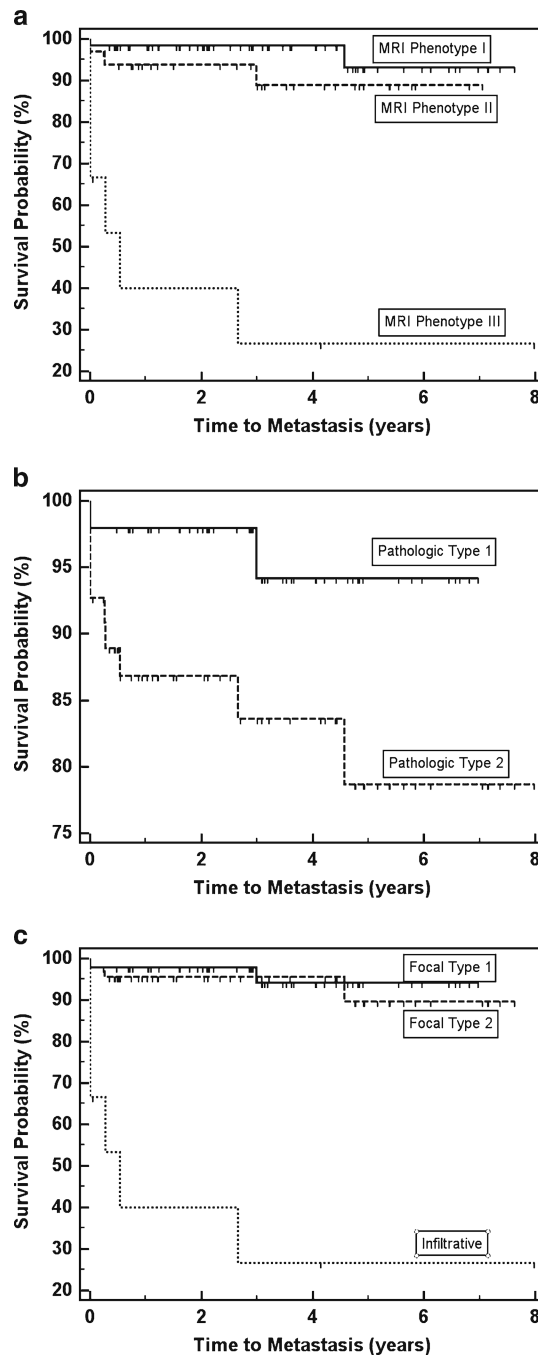 a
100
90
80
70
60
50
40
30
20
Survival Probability (%)
MRI Phenotype I
MRI Phenotype II
MRI Phenotype III
0 2 4 6 8
Time to Metastasis (years)
b
100
95
90
85
80
75
Survival Probability (%)
Pathologic Type 1
Pathologic Type 2
0 2 4 6 8
Time to Metastasis (years)
c
100
90
80
70
60
50
40
30
20
Survival Probability (%)
Focal Type 1
Focal Type 2
Infiltrative
0 2 4 6 8
Time to Metastasis (years)